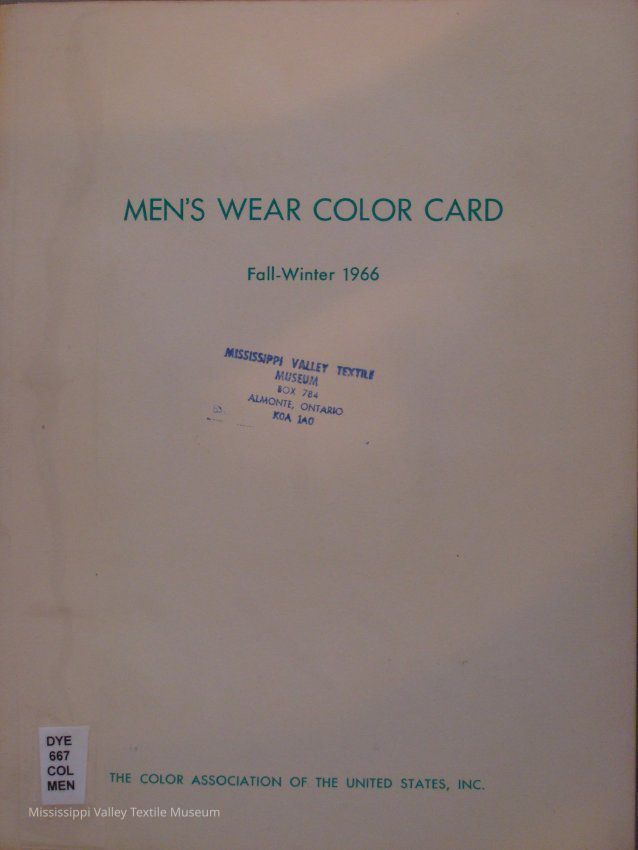 MEN'S WEAR COLOR CARD
Fall-Winter 1966
MISSISSIPPI VALLEY TEXTILE
MUSEUM
BOX 784
ALMONTE, ONTARIO
K0A 1A0
DYE
667
COL
MEN
THE COLOR ASSOCIATION OF THE UNITED STATES, INC.
Mississippi Valley Textile Museum